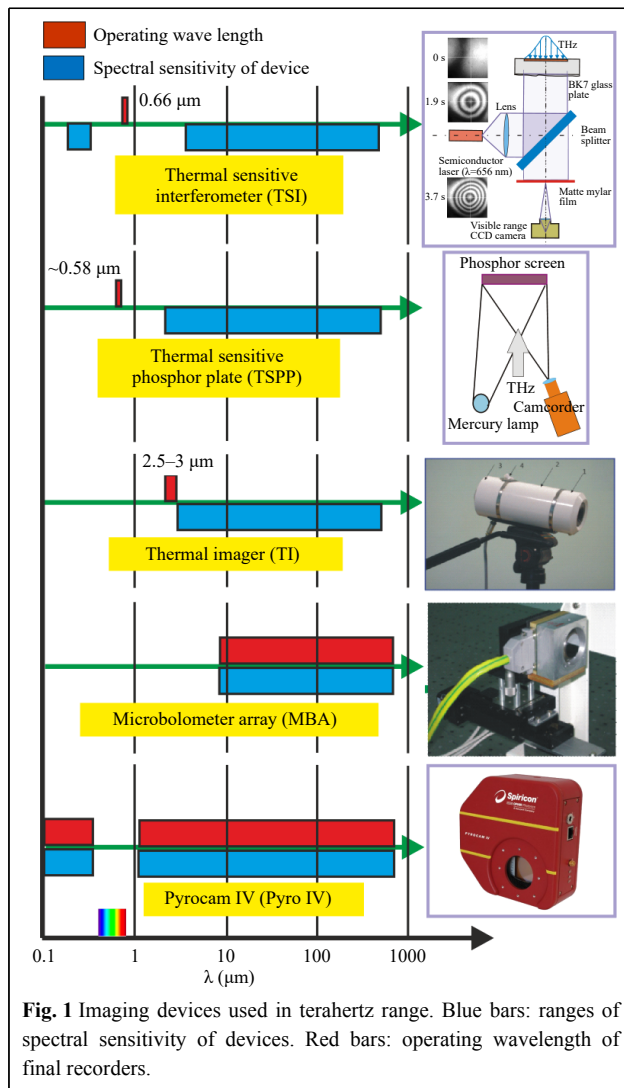 Operating wave length
Spectral sensitivity of device
0.66 μm
Thermal sensitive
interferometer (TSI)
THz
0 s
BK7 glass
plate
1.9 s
Lens
Beam
splitter
Semiconductor
laser (λ=656 nm)
3.7 s
Matte mylar
film
Visible range
CCD camera
~0.58 μm
Thermal sensitive
phosphor plate (TSPP)
Phosphor screen
THz
Camcorder
Mercury lamp
2.5–3 μm
Thermal imager (TI)
3 4 2 1
Microbolometer array (MBA)
Pyrocam IV (Pyro IV)
Spiricon
0.1 1 10 100 1000
λ (μm)
Fig. 1 Imaging devices used in terahertz range. Blue bars: ranges of
spectral sensitivity of devices. Red bars: operating wavelength of
final recorders.